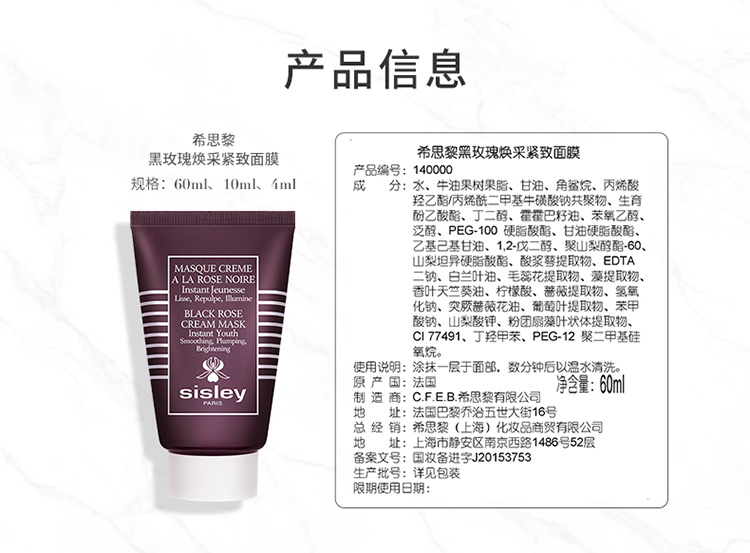 产品信息
希思黎
黑玫瑰焕采紧致面膜
规格：60ml、10ml、4ml
MASQUE CREME
A LA ROSE NOIRE
Instant Jeunesse
Lisse, Repulpe, Illumine
BLACK ROSE
CREAM MASK
Instant Youth
Smoothing, Plumping,
Brightening
sisley
PARIS
希思黎黑玫瑰焕采紧致面膜
产品编号：140000
成 分：水、牛油果树果脂、甘油、角鲨烷、丙烯酸
羟乙酯/丙烯酰二甲基牛磺酸钠共聚物、生育
酚乙酸酯、丁二醇、霍霍巴籽油、苯氧乙醇、
泛醇、PEG-100 硬脂酸酯、甘油硬脂酸酯、
乙基己基甘油、1,2-戊二醇、聚山梨醇酯-60、
山梨坦异硬脂酸酯、酸浆萼提取物、EDTA
二钠、白兰叶油、毛蕊花提取物、藻提取物、
香叶天竺葵油、柠檬酸、蔷薇提取物、氢氧
化钠、突厥蔷薇花油、葡萄叶提取物、苯甲
酸钠、山梨酸钾、粉团扇藻叶状体提取物、
CI 77491、丁羟甲苯、PEG-12 聚二甲基硅
氧烷。
使用说明：涂抹一层于面部，数分钟后以温水清洗。
原 产 国：法国 净含量：60ml
制 造 商：C.F.E.B.希思黎有限公司
地 址：法国巴黎乔治五世大街16号
总 经 销：希思黎（上海）化妆品商贸有限公司
地 址：上海市静安区南京西路1486号52层
备案文号：国妆备进字J20153753
生产批号：详见包装
限期使用日期：